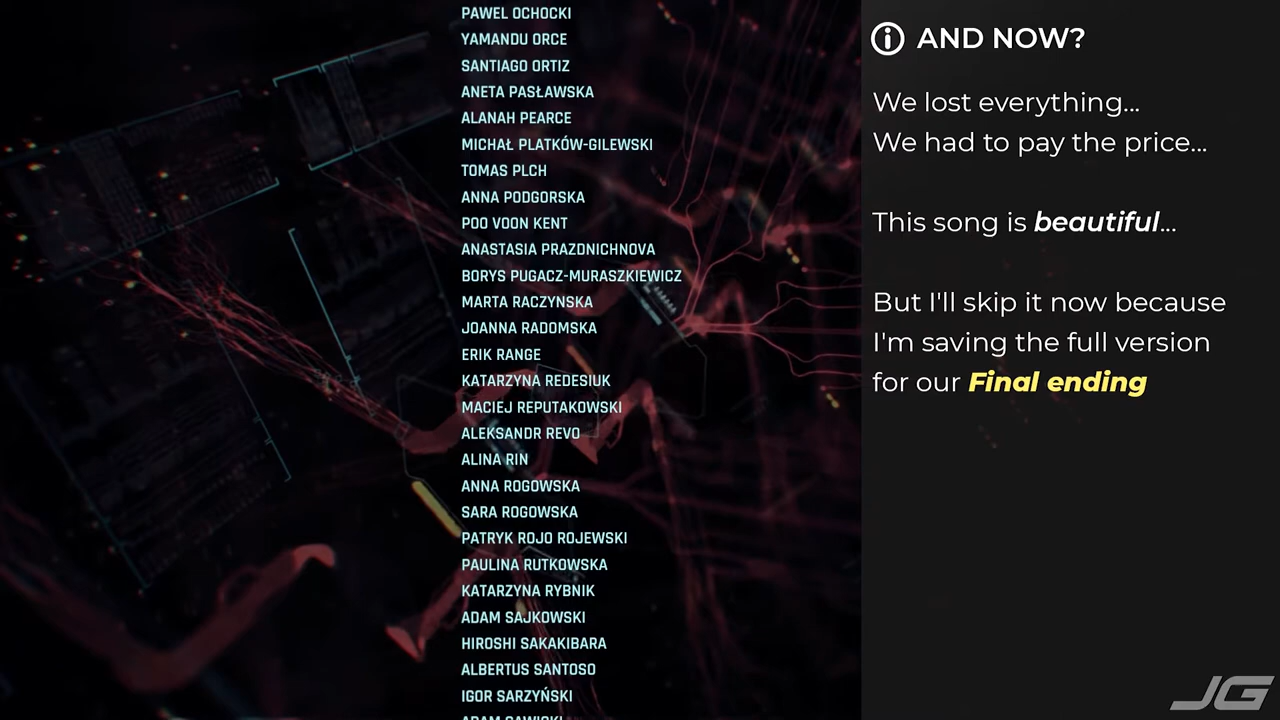 PAWEL OCHOCKI
YAMANDU ORCE
SANTIAGO ORTIZ
ANETA PASŁAWSKA
ALANAH PEARCE
MICHAŁ PLATKÓW-GILEWSKI
TOMAS PLCH
ANNA PODGORSKA
POO VOON KENT
ANASTASIA PRAZDNICHNOVA
BORYS PUGACZ-MURASZKIEWICZ
MARTA RACZYNSKA
JOANNA RADOMSKA
ERIK RANGE
KATARZYNA REDESIUK
MACIEJ REPUTAKOWSKI
ALEKSANDR REVO
ALINA RIN
ANNA ROGOWSKA
SARA ROGOWSKA
PATRYK ROJO ROJEWSKI
PAULINA RUTKOWSKA
KATARZYNA RYBNIK
ADAM SAJKOWSKI
HIROSHI SAKAKIBARA
ALBERTUS SANTOSO
IGOR SARZYŃSKI
ADAM SAWICKI
AND NOW?
We lost everything...
We had to pay the price...
This song is beautiful...
But I'll skip it now because
I'm saving the full version
for our Final ending
JG